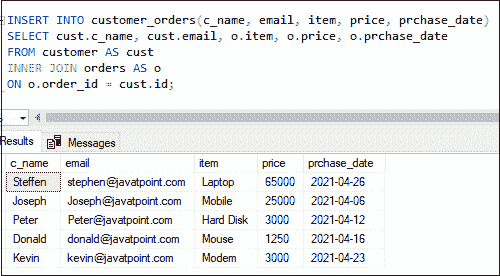 INSERT INTO customer_orders(c_name, email, item, price, prchase_date)
SELECT cust.c_name, cust.email, o.item, o.price, o.prchase_date
FROM customer AS cust
INNER JOIN orders AS o
ON o.order_id = cust.id;
Results Messages
c_name email item price prchase_date
Steffen stephen@javatpoint.com Laptop 65000 2021-04-26
Joseph Joseph@javatpoint.com Mobile 25000 2021-04-06
Peter Peter@javatpoint.com Hard Disk 3000 2021-04-12
Donald donald@javatpoint.com Mouse 1250 2021-04-16
Kevin kevin@javatpoint.com Modem 3000 2021-04-23